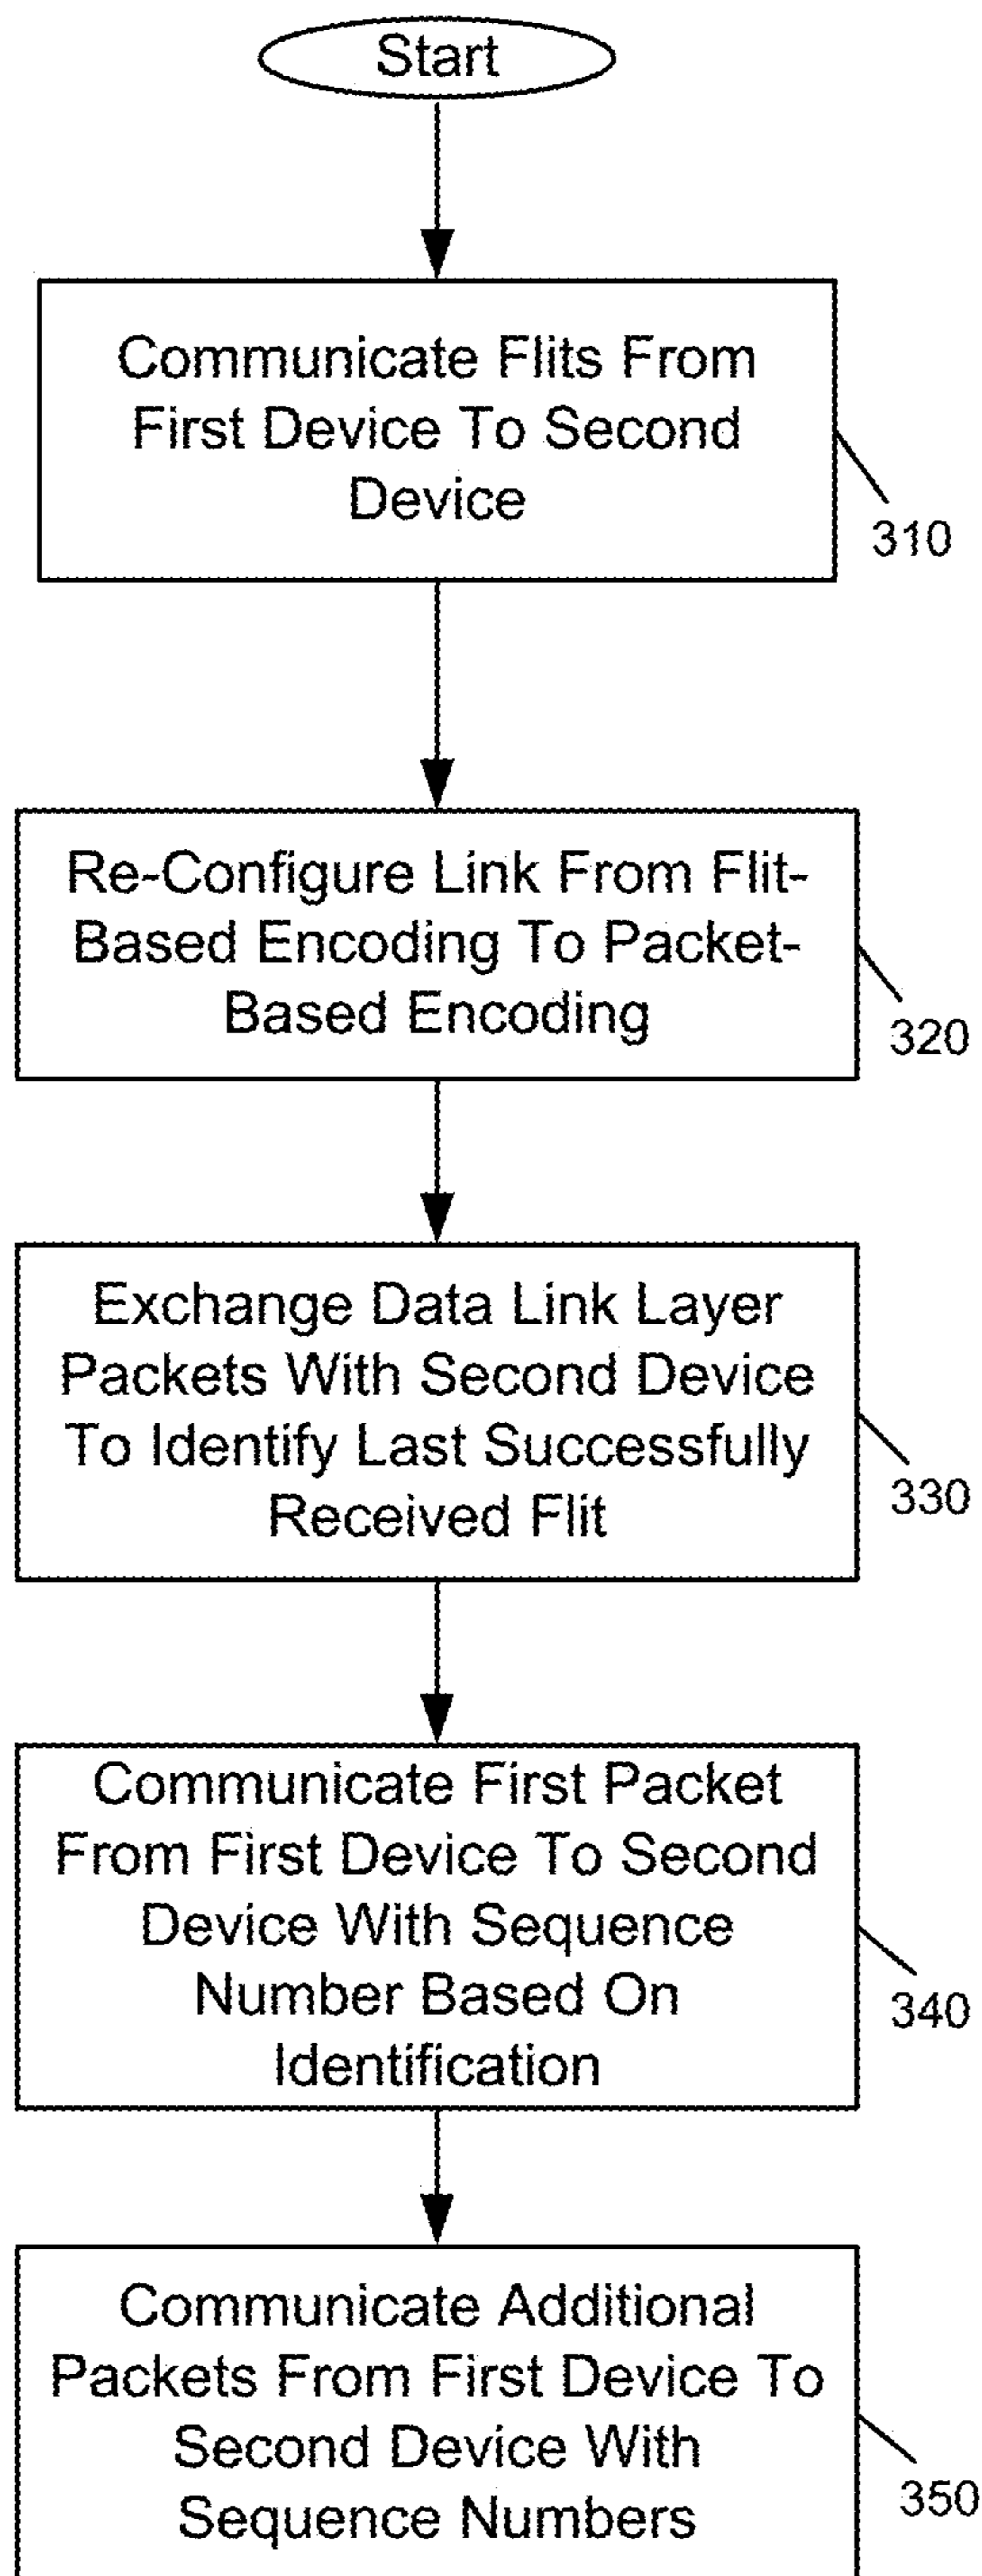 Start
Communicate Flits From
First Device To Second
Device
310
Re-Configure Link From Flit-
Based Encoding To Packet-
Based Encoding
320
Exchange Data Link Layer
Packets With Second Device
To Identify Last Successfully
Received Flit
330
Communicate First Packet
From First Device To Second
Device With Sequence
Number Based On
Identification
340
Communicate Additional
Packets From First Device To
Second Device With
Sequence Numbers
350